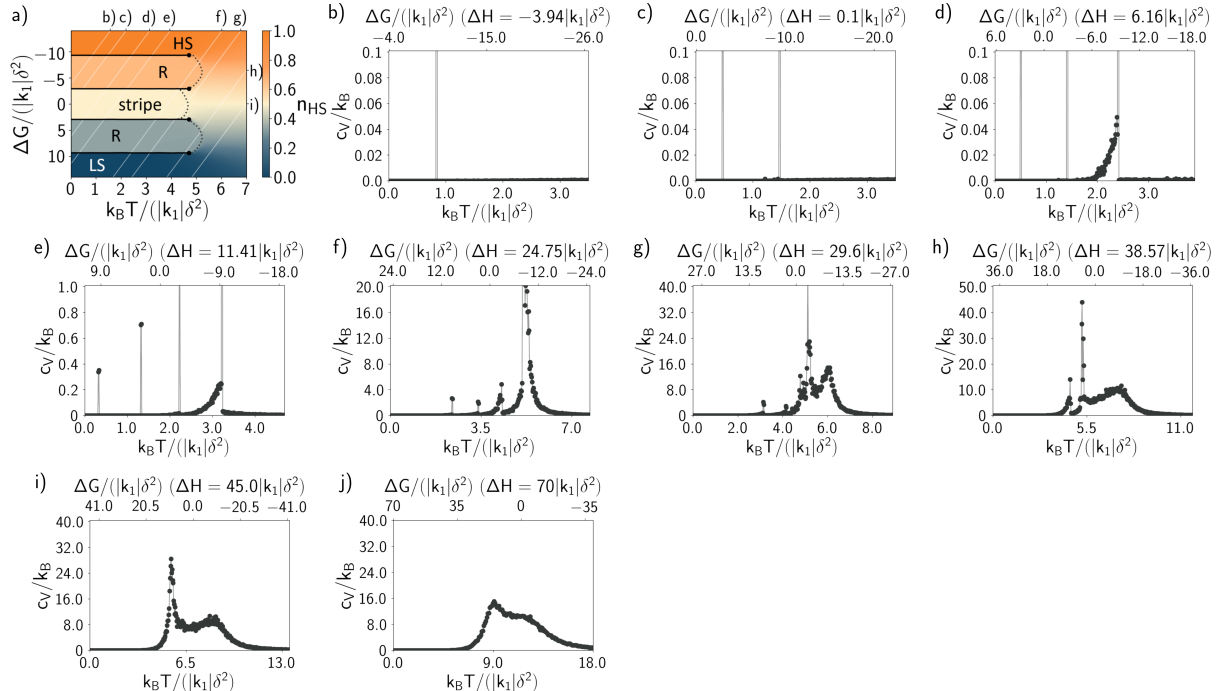 a)
b) c) d) e) f) g)
ΔG/(|k₁|δ²)
−10
−5
0
5
10
HS
R
stripe
R
LS
h)
i)
0 1 2 3 4 5 6 7
k_BT/(|k₁|δ²)
1.0
0.8
0.6
0.4
0.2
0.0
n_HS
b) ΔG/(|k₁|δ²) (ΔH = −3.94|k₁|δ²)
−4.0 −15.0 −26.0
c_V/k_B
0.1
0.08
0.06
0.04
0.02
0.0
0.0 1.0 2.0 3.0
k_BT/(|k₁|δ²)
c) ΔG/(|k₁|δ²) (ΔH = 0.1|k₁|δ²)
0.0 −10.0 −20.0
c_V/k_B
0.1
0.08
0.06
0.04
0.02
0.0
0.0 1.0 2.0 3.0
k_BT/(|k₁|δ²)
d) ΔG/(|k₁|δ²) (ΔH = 6.16|k₁|δ²)
6.0 0.0 −6.0 −12.0 −18.0
c_V/k_B
0.1
0.08
0.06
0.04
0.02
0.0
0.0 1.0 2.0 3.0
k_BT/(|k₁|δ²)
e) ΔG/(|k₁|δ²) (ΔH = 11.41|k₁|δ²)
9.0 0.0 −9.0 −18.0
c_V/k_B
1.0
0.8
0.6
0.4
0.2
0
0.0 1.0 2.0 3.0 4.0
k_BT/(|k₁|δ²)
f) ΔG/(|k₁|δ²) (ΔH = 24.75|k₁|δ²)
24.0 12.0 0.0 −12.0 −24.0
c_V/k_B
20.0
16.0
12.0
8.0
4.0
0
0.0 3.5 7.0
k_BT/(|k₁|δ²)
g) ΔG/(|k₁|δ²) (ΔH = 29.6|k₁|δ²)
27.0 13.5 0.0 −13.5 −27.0
c_V/k_B
40.0
32.0
24.0
16.0
8.0
0
0.0 2.0 4.0 6.0 8.0
k_BT/(|k₁|δ²)
h) ΔG/(|k₁|δ²) (ΔH = 38.57|k₁|δ²)
36.0 18.0 0.0 −18.0 −36.0
c_V/k_B
50.0
40.0
30.0
20.0
10.0
0
0.0 5.5 11.0
k_BT/(|k₁|δ²)
i) ΔG/(|k₁|δ²) (ΔH = 45.0|k₁|δ²)
41.0 20.5 0.0 −20.5 −41.0
c_V/k_B
40.0
32.0
24.0
16.0
8.0
0
0.0 6.5 13.0
k_BT/(|k₁|δ²)
j) ΔG/(|k₁|δ²) (ΔH = 70|k₁|δ²)
70 35 0 −35
c_V/k_B
40.0
32.0
24.0
16.0
8.0
0
0.0 9.0 18.0
k_BT/(|k₁|δ²)